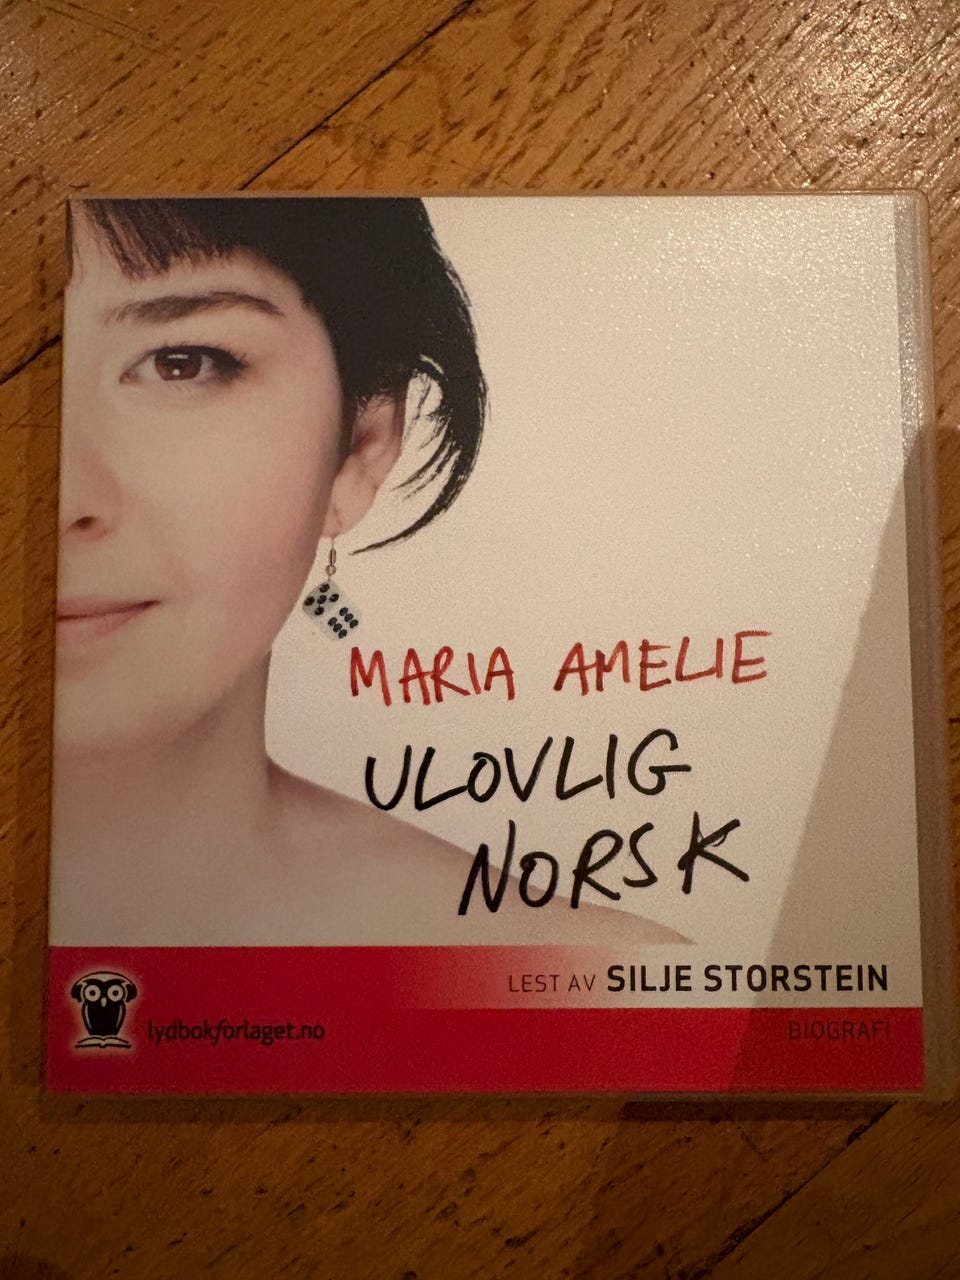 MARIA AMELIE
ULOVLIG
NORSK
LEST AV SILJE STORSTEIN
lydbokforlaget.no
BIOGRAFI